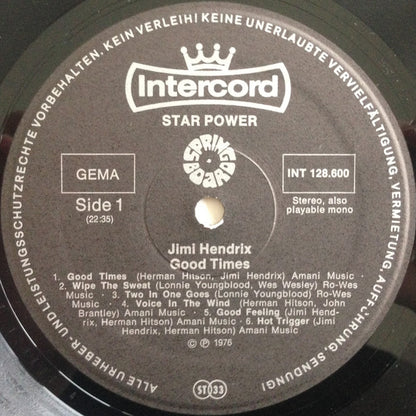 ALLE URHEBER- UND LEISTUNGSSCHUTZRECHTE VORBEHALTEN. KEIN VERLEIH! KEINE UNERLAUBTE VERVIELFÄLTIGUNG, VERMIETUNG, AUFFÜHRUNG, SENDUNG!
Intercord
STAR POWER
SPRING BOARD
GEMA
INT 128.600
Side 1
(22:35)
Stereo, also
playable mono
Jimi Hendrix
Good Times
1. Good Times (Herman Hitson, Jimi Hendrix) Amani Music ·
2. Wipe The Sweat (Lonnie Youngblood, Wes Wesley) Ro-Wes
Music · 3. Two In One Goes (Lonnie Youngblood) Ro-Wes
Music · 4. Voice In The Wind (Herman Hitson, John
Brantley) Amani Music · 5. Good Feeling (Jimi Hend-
rix, Herman Hitson) Amani Music · 6. Hot Trigger (Jimi
Hendrix, Herman Hitson) Amani Music
© ℗ 1976
ST 33